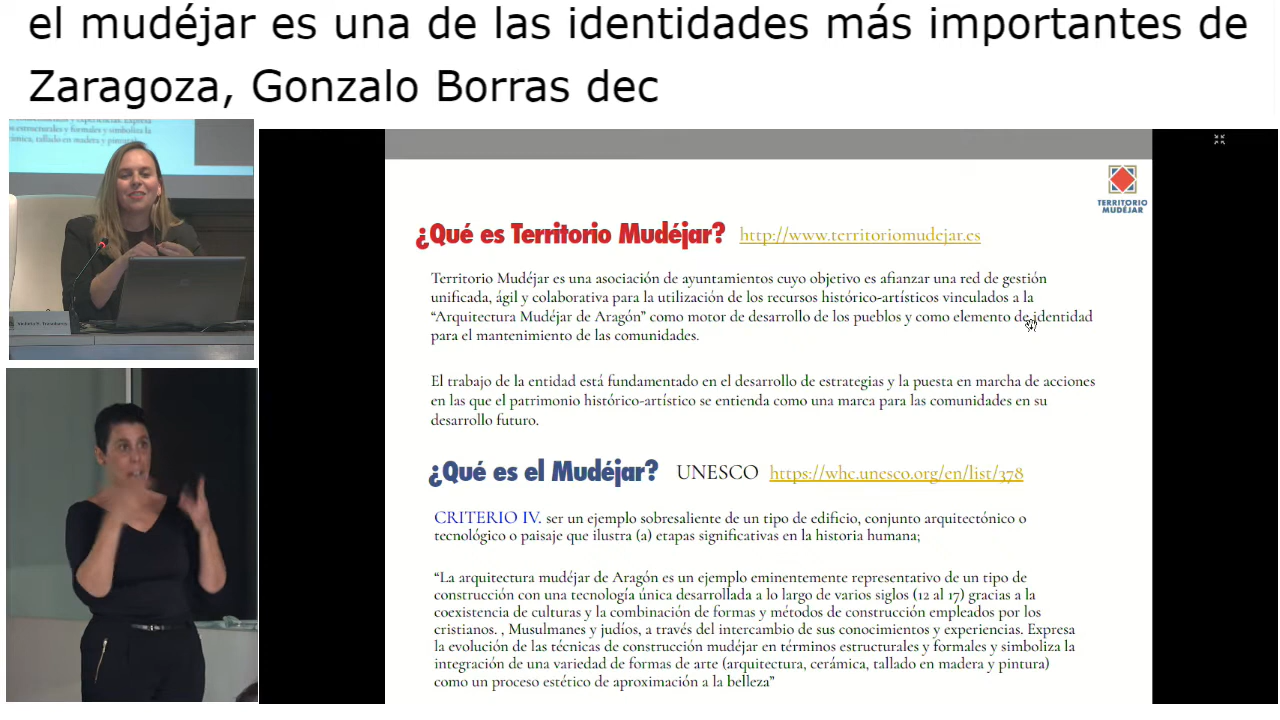 el mudéjar es una de las identidades más importantes de
Zaragoza, Gonzalo Borras dec
TERRITORIO
MUDÉJAR
¿Qué es Territorio Mudéjar? http://www.territoriomudejar.es
Territorio Mudéjar es una asociación de ayuntamientos cuyo objetivo es afianzar una red de gestión
unificada, ágil y colaborativa para la utilización de los recursos histórico-artísticos vinculados a la
“Arquitectura Mudéjar de Aragón” como motor de desarrollo de los pueblos y como elemento de identidad
para el mantenimiento de las comunidades.
El trabajo de la entidad está fundamentado en el desarrollo de estrategias y la puesta en marcha de acciones
en las que el patrimonio histórico-artístico se entienda como una marca para las comunidades en su
desarrollo futuro.
¿Qué es el Mudéjar? UNESCO https://whc.unesco.org/en/list/378
CRITERIO IV. ser un ejemplo sobresaliente de un tipo de edificio, conjunto arquitectónico o
tecnológico o paisaje que ilustra (a) etapas significativas en la historia humana;
“La arquitectura mudéjar de Aragón es un ejemplo eminentemente representativo de un tipo de
construcción con una tecnología única desarrollada a lo largo de varios siglos (12 al 17) gracias a la
coexistencia de culturas y la combinación de formas y métodos de construcción empleados por los
cristianos. , Musulmanes y judíos, a través del intercambio de sus conocimientos y experiencias. Expresa
la evolución de las técnicas de construcción mudéjar en términos estructurales y formales y simboliza la
integración de una variedad de formas de arte (arquitectura, cerámica, tallado en madera y pintura)
como un proceso estético de aproximación a la belleza”